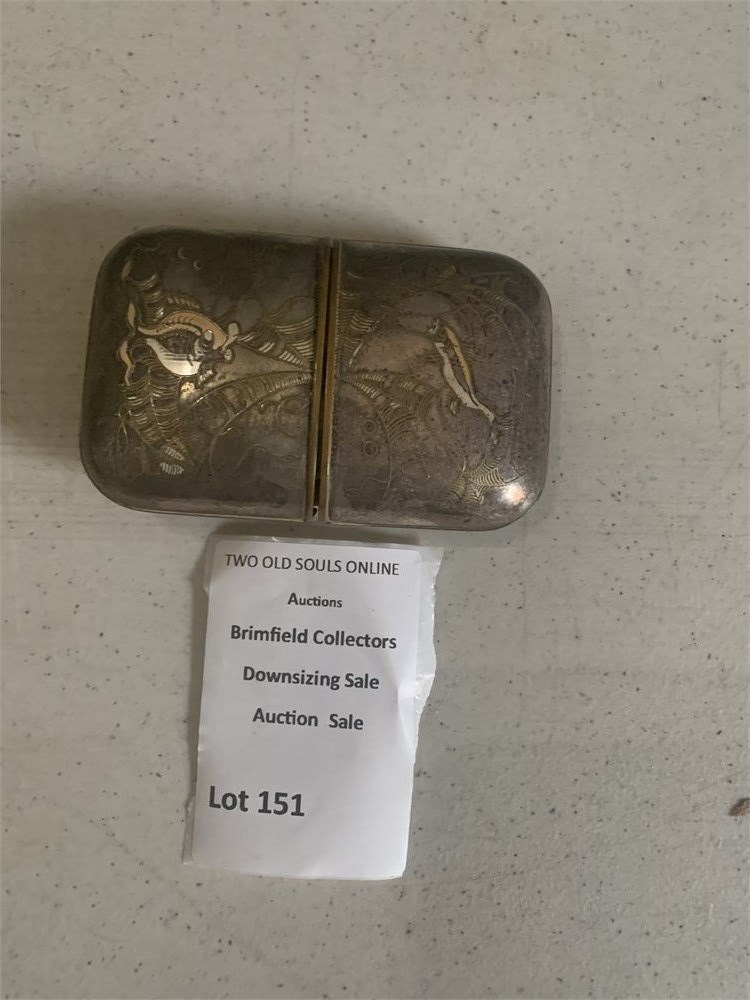 TWO OLD SOULS ONLINE
Auctions
Brimfield Collectors
Downsizing Sale
Auction Sale
Lot 151